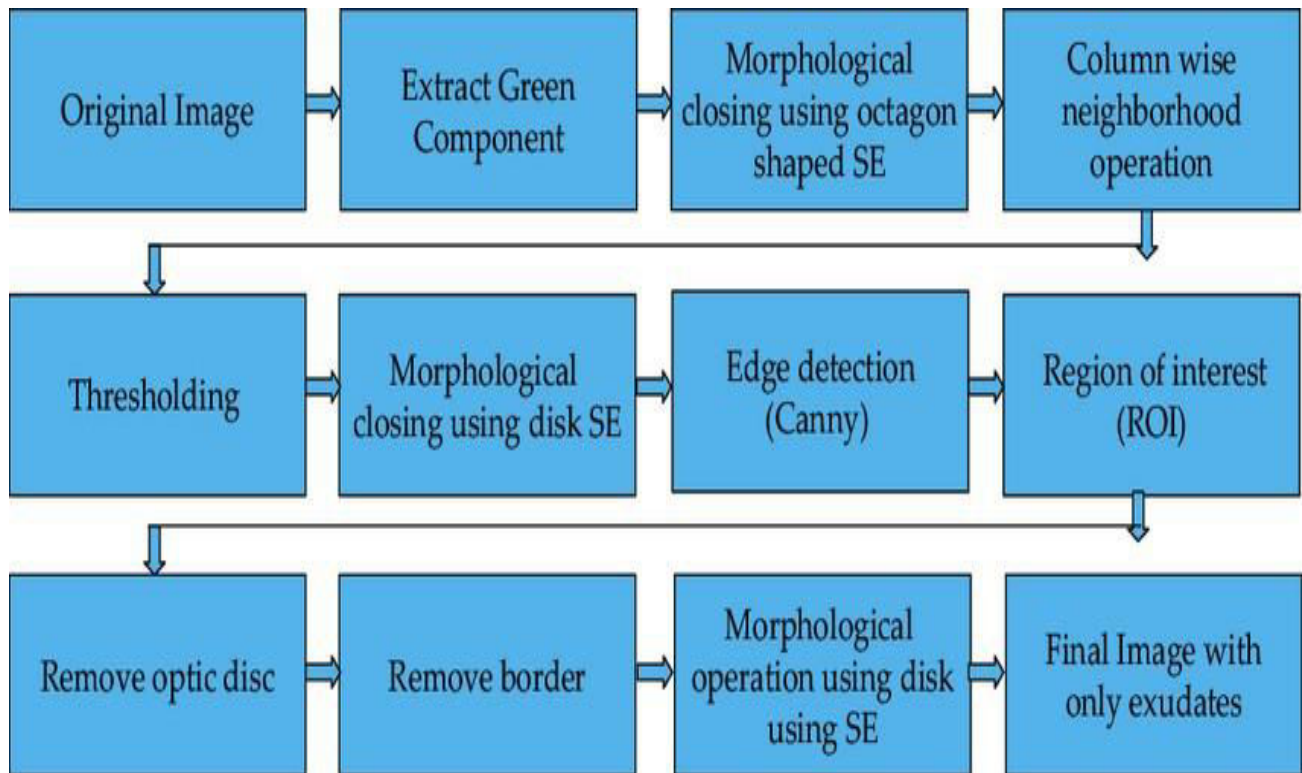 Original Image
Extract Green
Component
Morphological
closing using octagon
shaped SE
Column wise
neighborhood
operation
Thresholding
Morphological
closing using disk SE
Edge detection
(Canny)
Region of interest
(ROI)
Remove optic disc
Remove border
Morphological
operation using disk
using SE
Final Image with
only exudates